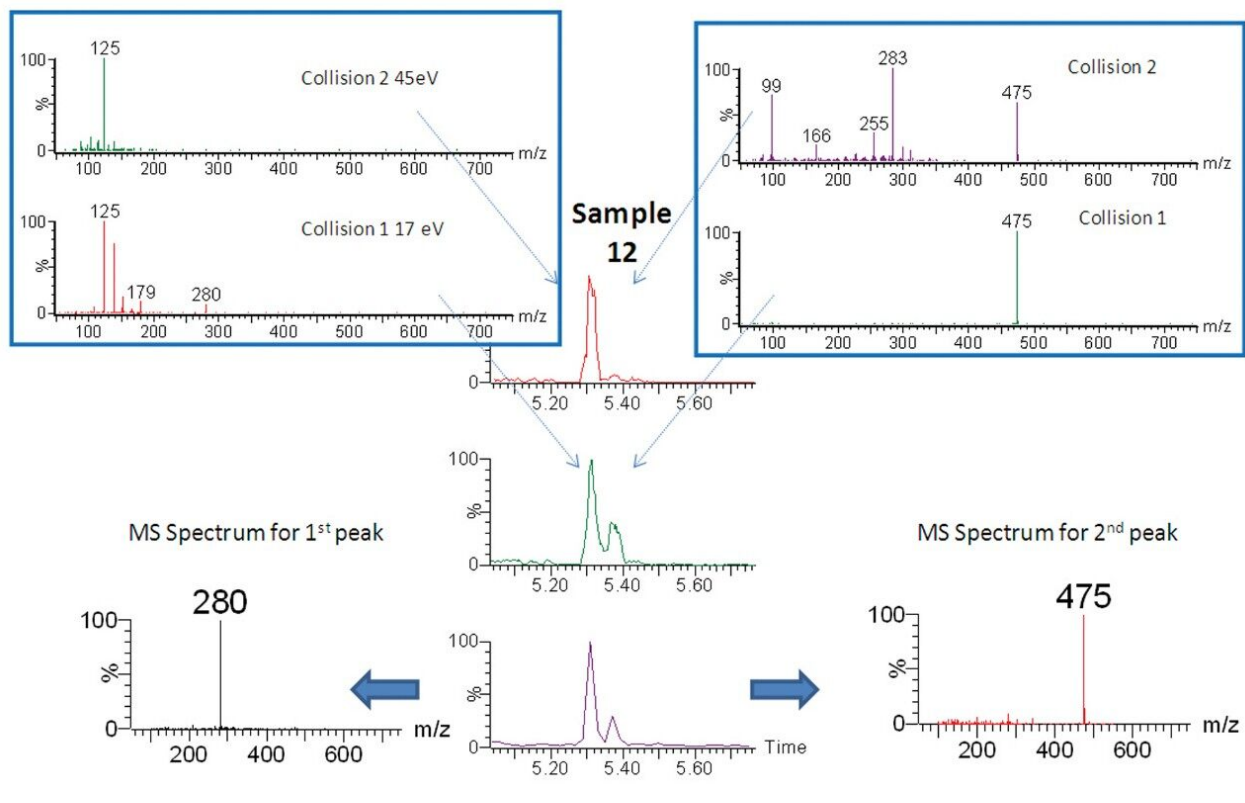 125
100
%
0
Collision 2 45eV
100 200 300 400 500 600 700 m/z
125
100
%
0
179
280
Collision 1 17 eV
100 200 300 400 500 600 700 m/z
283
100
99
%
0
166
255
475
Collision 2
100 200 300 400 500 600 700 m/z
475
100
%
0
Collision 1
100 200 300 400 500 600 700 m/z
Sample
12
0
5.20 5.40 5.60
100
%
0
5.20 5.40 5.60
MS Spectrum for 1st peak
280
100
%
0
200 400 600 m/z
100
%
0
Time
5.20 5.40 5.60
MS Spectrum for 2nd peak
475
100
%
0
200 400 600 m/z